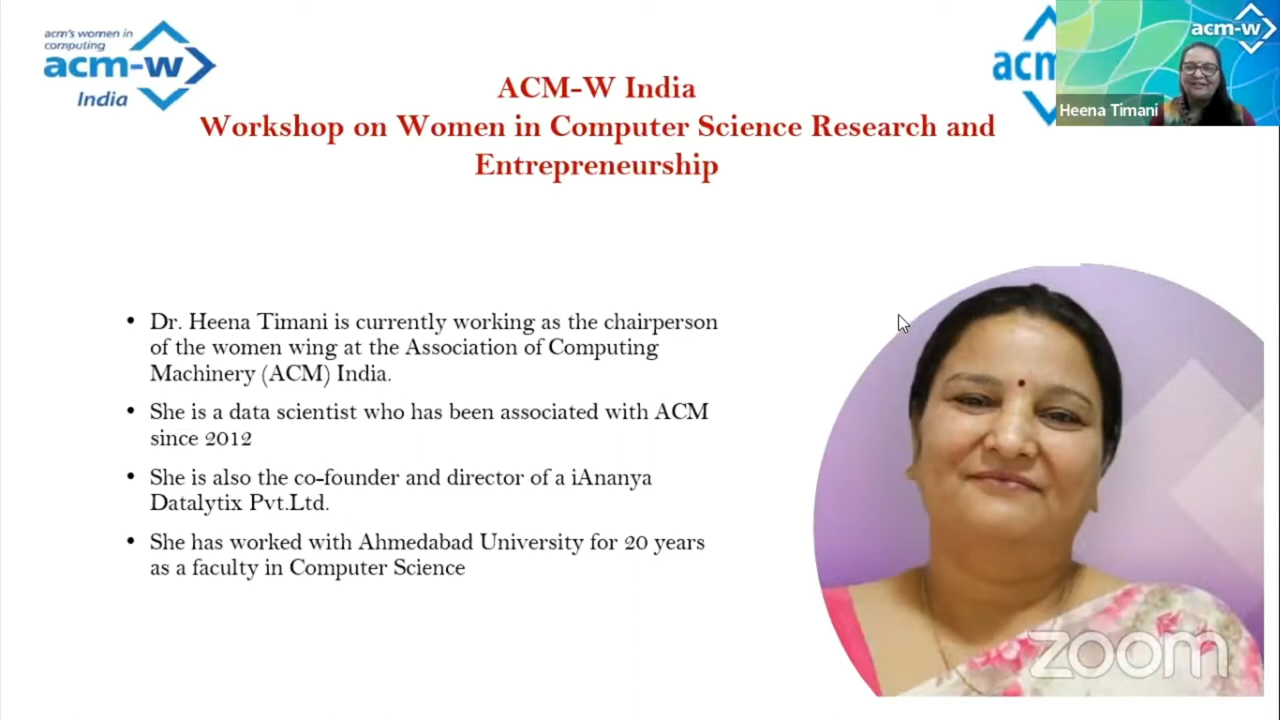 acm's women in
computing
acm-w
India
acm
acm-w
Heena Timani
ACM-W India
Workshop on Women in Computer Science Research and
Entrepreneurship
• Dr. Heena Timani is currently working as the chairperson
of the women wing at the Association of Computing
Machinery (ACM) India.
• She is a data scientist who has been associated with ACM
since 2012
• She is also the co-founder and director of a iAnanya
Datalytix Pvt.Ltd.
• She has worked with Ahmedabad University for 20 years
as a faculty in Computer Science
zoom